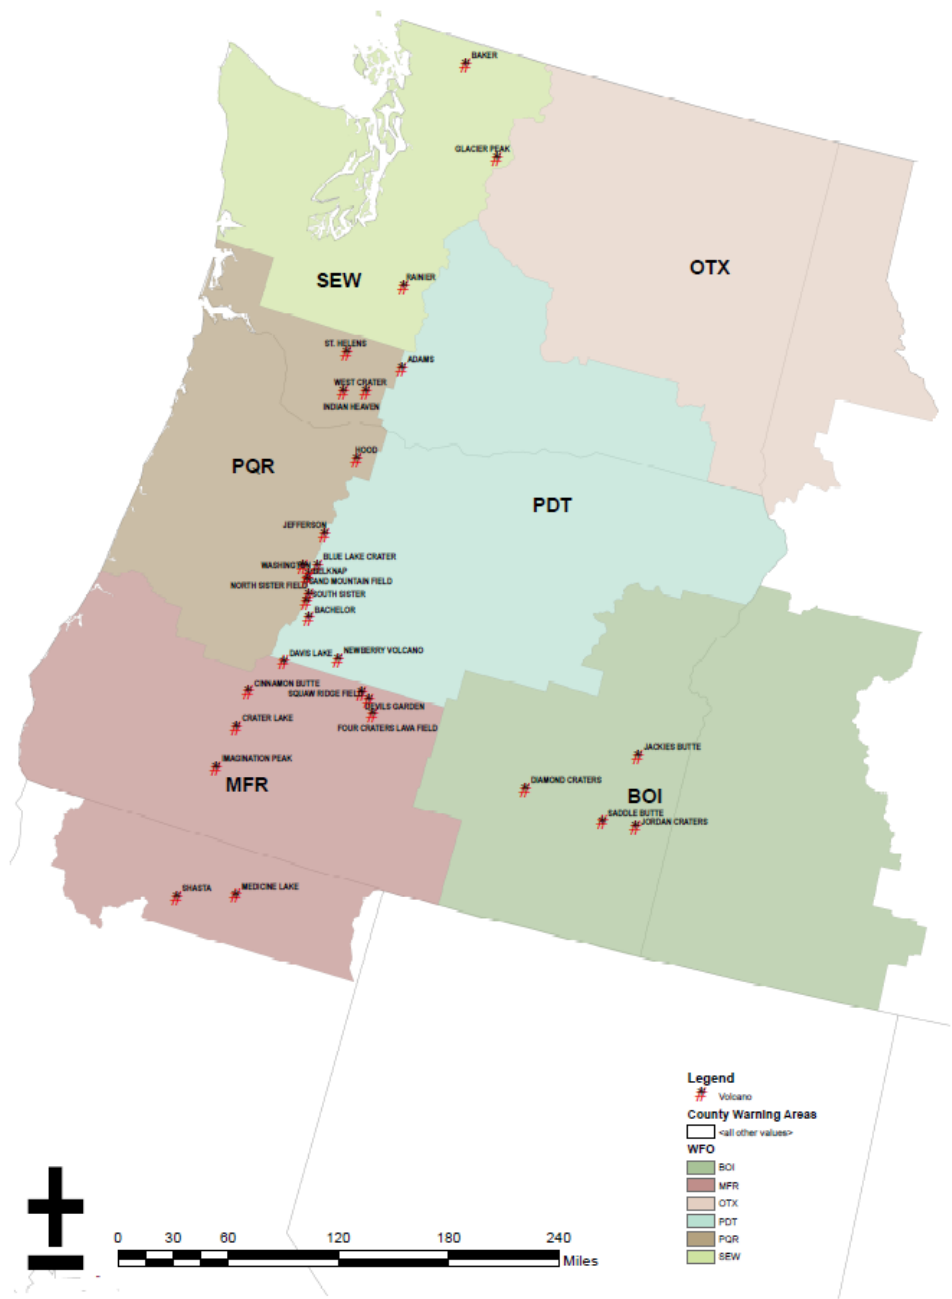 BAKER
GLACIER PEAK
OTX
SEW
RAINIER
ST. HELENS
ADAMS
WEST CRATER
INDIAN HEAVEN
HOOD
PQR
PDT
JEFFERSON
BLUE LAKE CRATER
WASHINGTON
BELKNAP
SAND MOUNTAIN FIELD
NORTH SISTER FIELD
SOUTH SISTER
BACHELOR
DAVIS LAKE
NEWBERRY VOLCANO
CINNAMON BUTTE
SQUAW RIDGE FIELD
DEVILS GARDEN
CRATER LAKE
FOUR CRATERS LAVA FIELD
JACKIES BUTTE
IMAGINATION PEAK
DIAMOND CRATERS
MFR
BOI
SADDLE BUTTE
JORDAN CRATERS
SHASTA
MEDICINE LAKE
Legend
# Volcano
County Warning Areas
<all other values>
WFO
BOI
MFR
OTX
PDT
PQR
SEW
0 30 60 120 180 240
Miles